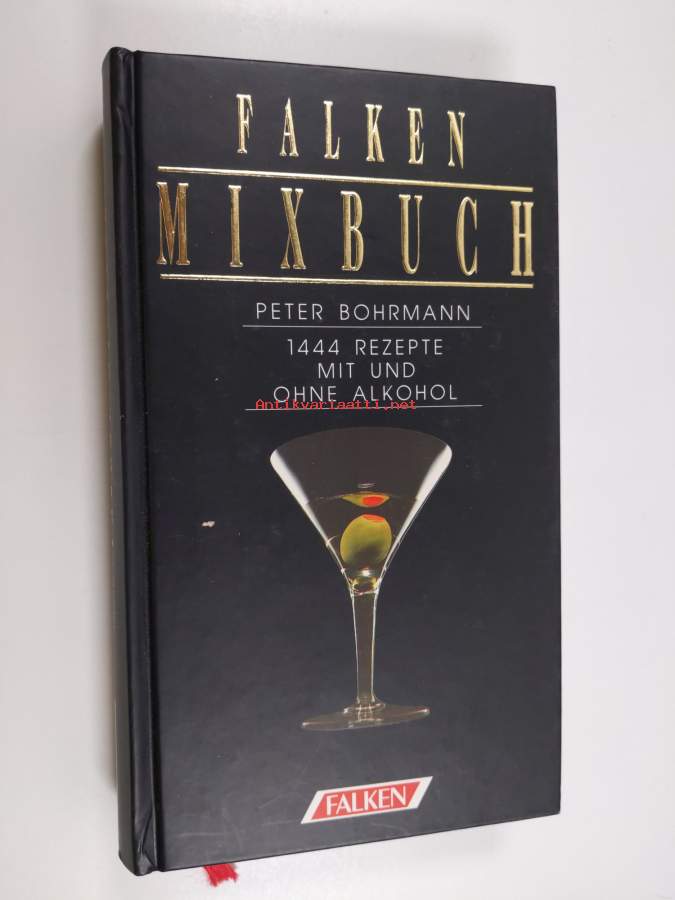 FALKEN
MIXBUCH
PETER BOHRMANN
1444 REZEPTE
MIT UND
OHNE ALKOHOL
Antikvariaatti.net
FALKEN